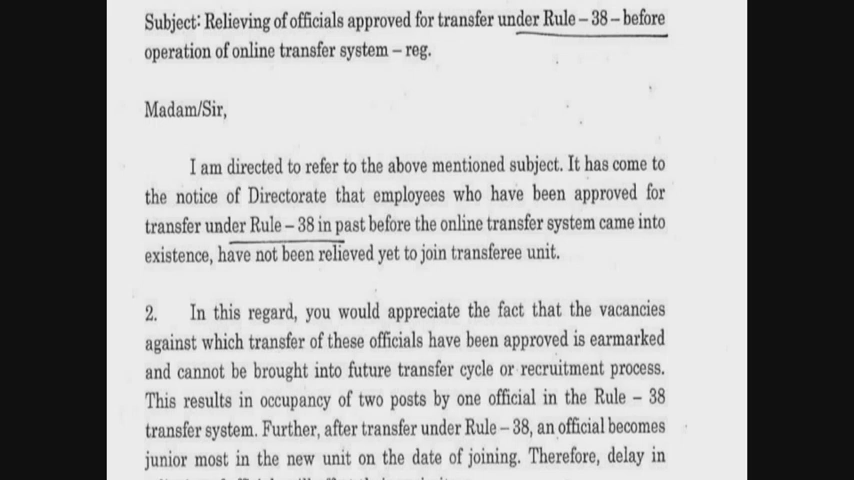 Subject: Relieving of officials approved for transfer under Rule – 38 – before
operation of online transfer system – reg.
Madam/Sir,
I am directed to refer to the above mentioned subject. It has come to
the notice of Directorate that employees who have been approved for
transfer under Rule – 38 in past before the online transfer system came into
existence, have not been relieved yet to join transferee unit.
2. In this regard, you would appreciate the fact that the vacancies
against which transfer of these officials have been approved is earmarked
and cannot be brought into future transfer cycle or recruitment process.
This results in occupancy of two posts by one official in the Rule – 38
transfer system. Further, after transfer under Rule – 38, an official becomes
junior most in the new unit on the date of joining. Therefore, delay in